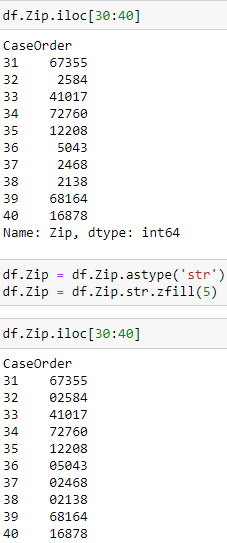 df.Zip.iloc[30:40]
CaseOrder
31    67355
32     2584
33    41017
34    72760
35    12208
36     5043
37     2468
38     2138
39    68164
40    16878
Name: Zip, dtype: int64
df.Zip = df.Zip.astype('str')
df.Zip = df.Zip.str.zfill(5)
df.Zip.iloc[30:40]
CaseOrder
31    67355
32    02584
33    41017
34    72760
35    12208
36    05043
37    02468
38    02138
39    68164
40    16878